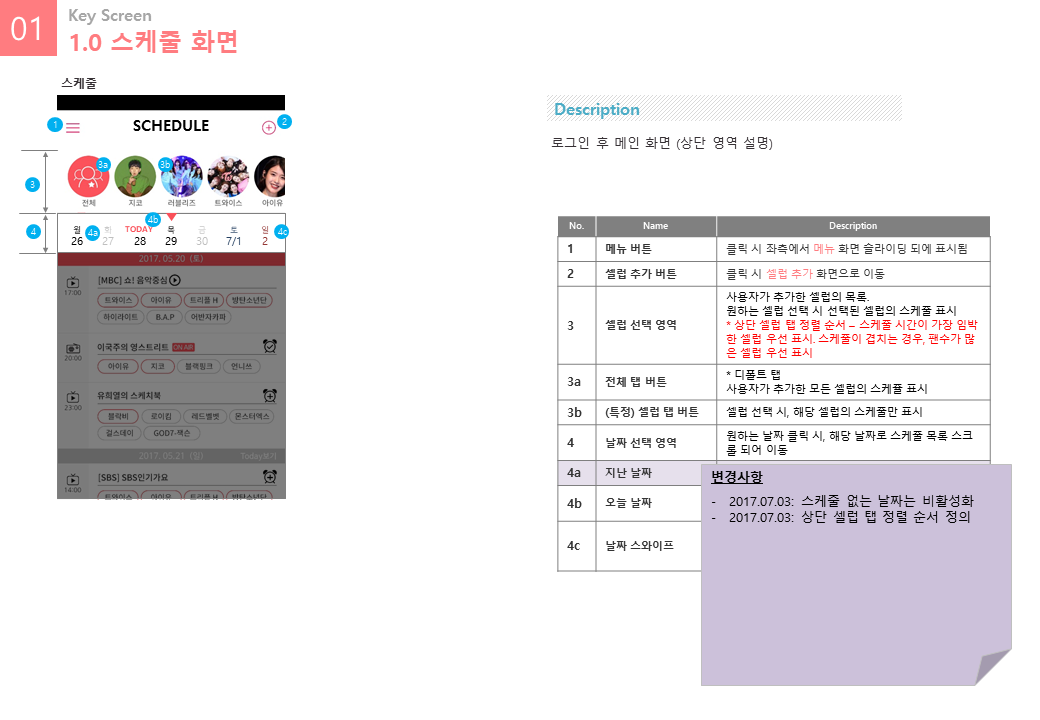 01
Key Screen
1.0 스케줄 화면
스케줄
1
SCHEDULE
2
3
3a
3b
전체
지코
러블리즈
트와이스
아이유
4
4a
4b
4c
월
화
TODAY
목
금
토
일
26
27
28
29
30
7/1
2
2017. 05.20 (토)
17:00
[MBC] 쇼! 음악중심
트와이스
아이유
트리플 H
방탄소년단
하이라이트
B.A.P
어반자카파
20:00
이국주의 영스트리트 ON AIR
아이유
지코
블랙핑크
언니쓰
23:00
유희열의 스케치북
블락비
로이킴
레드벨벳
몬스터엑스
걸스데이
GOD7-잭슨
2017. 05.21 (일)
Today보기
14:00
[SBS] SBS인기가요
트와이스
아이유
트리플 H
방탄소년단
Description
로그인 후 메인 화면 (상단 영역 설명)
No. Name Description
1 메뉴 버튼 클릭 시 좌측에서 메뉴 화면 슬라이딩 되에 표시됨
2 셀럽 추가 버튼 클릭 시 셀럽 추가 화면으로 이동
3 셀럽 선택 영역
사용자가 추가한 셀럽의 목록.
원하는 셀럽 선택 시 선택된 셀럽의 스케줄 표시
* 상단 셀럽 탭 정렬 순서 – 스케줄 시간이 가장 임박
한 셀럽 우선 표시. 스케줄이 겹치는 경우, 팬수가 많
은 셀럽 우선 표시
3a 전체 탭 버튼
* 디폴트 탭
사용자가 추가한 모든 셀럽의 스케쥴 표시
3b (특정) 셀럽 탭 버튼 셀럽 선택 시, 해당 셀럽의 스케줄만 표시
4 날짜 선택 영역
원하는 날짜 클릭 시, 해당 날짜로 스케줄 목록 스크
롤 되어 이동
4a 지난 날짜
4b 오늘 날짜
4c 날짜 스와이프
변경사항
- 2017.07.03: 스케줄 없는 날짜는 비활성화
- 2017.07.03: 상단 셀럽 탭 정렬 순서 정의